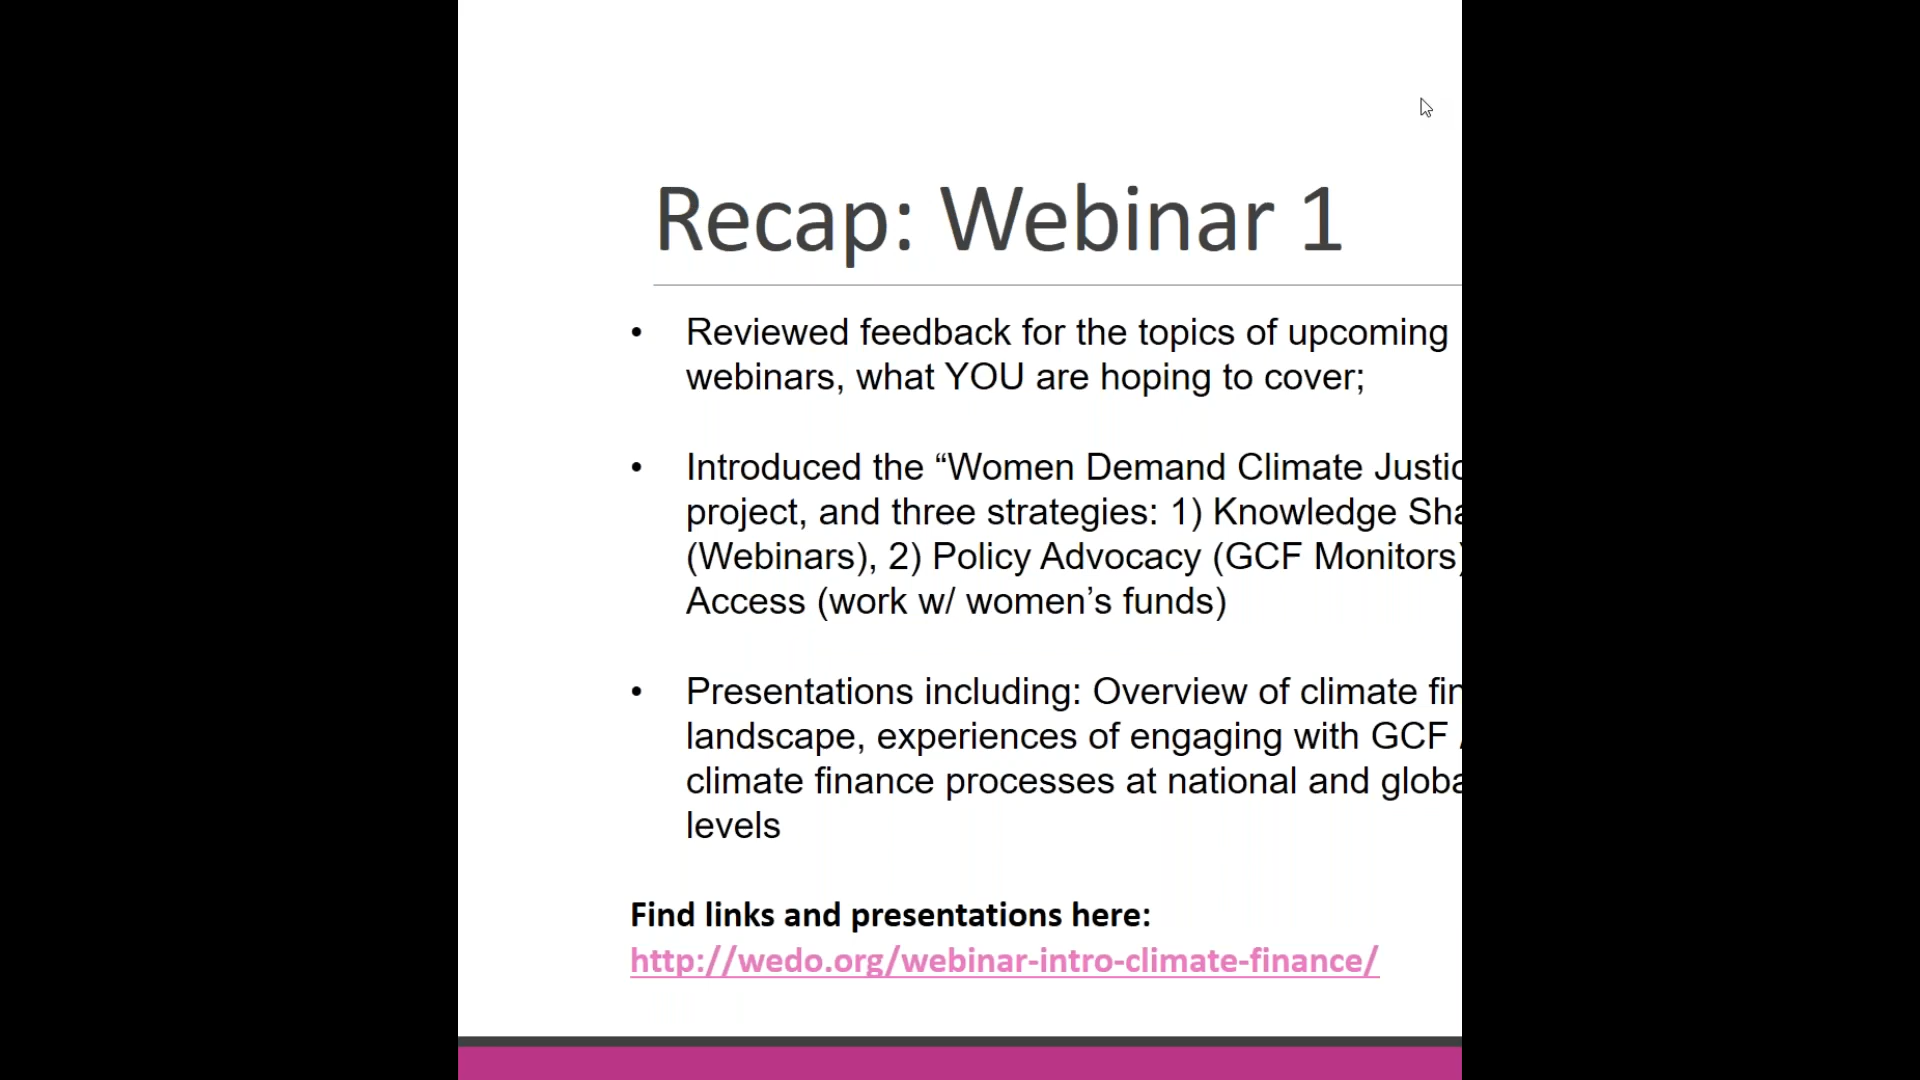 Recap: Webinar 1
• Reviewed feedback for the topics of upcoming
webinars, what YOU are hoping to cover;
• Introduced the “Women Demand Climate
project, and three strategies: 1) Knowledge
(Webinars), 2) Policy Advocacy (GCF Monitors)
Access (work w/ women’s funds)
• Presentations including: Overview of climate
landscape, experiences of engaging with GCF
climate finance processes at national and
levels
Find links and presentations here:
http://wedo.org/webinar-intro-climate-finance/